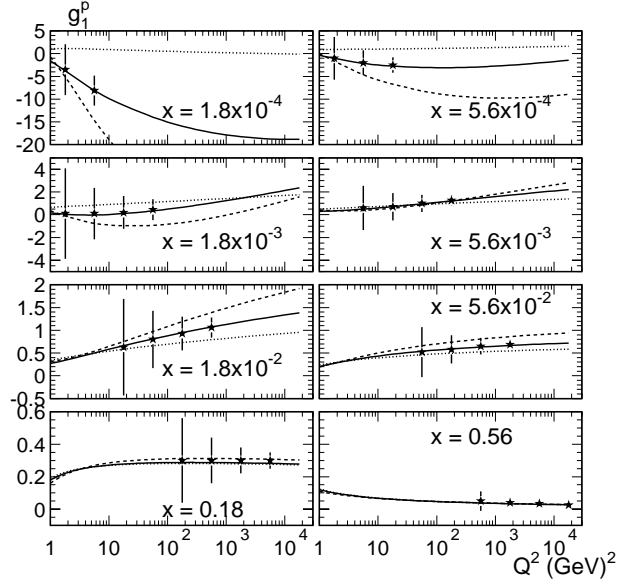 g₁ᵖ
5
0
-5
-10
-15
-20
x = 1.8x10⁻⁴
x = 5.6x10⁻⁴
4
2
0
-2
-4
x = 1.8x10⁻³
x = 5.6x10⁻³
2
1.5
1
0.5
0
-0.5
x = 1.8x10⁻²
x = 5.6x10⁻²
0.6
0.4
0.2
0
x = 0.18
x = 0.56
1 10 10² 10³ 10⁴ 1 10 10² 10³ 10⁴
Q² (GeV)²